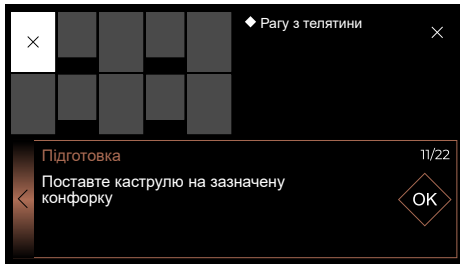 Рагу з телятини
Підготовка
11/22
Поставте каструлю на зазначену
конфорку
OK